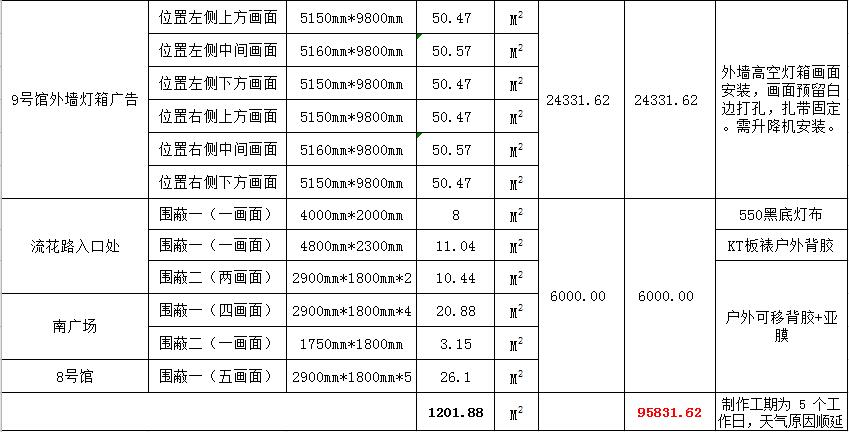 位置左侧上方画面 5150mm*9800mm 50.47 M²
位置左侧中间画面 5160mm*9800mm 50.57 M²
位置左侧下方画面 5150mm*9800mm 50.47 M²
9号馆外墙灯箱广告
位置右侧上方画面 5150mm*9800mm 50.47 M²
位置右侧中间画面 5160mm*9800mm 50.57 M²
位置右侧下方画面 5150mm*9800mm 50.47 M²
24331.62 24331.62
外墙高空灯箱画面
安装，画面预留白
边打孔，扎带固定
。需升降机安装。
流花路入口处
围蔽一（一画面） 4000mm*2000mm 8 M² 550黑底灯布
围蔽一（一画面） 4800mm*2300mm 11.04 M² KT板裱户外背胶
围蔽二（两画面） 2900mm*1800mm*2 10.44 M²
南广场
围蔽一（四画面） 2900mm*1800mm*4 20.88 M²
围蔽二（一画面） 1750mm*1800mm 3.15 M²
8号馆 围蔽一（五画面） 2900mm*1800mm*5 26.1 M²
6000.00 6000.00
户外可移背胶+亚
膜
1201.88 M² 95831.62
制作工期为 5 个工
作日，天气原因顺延